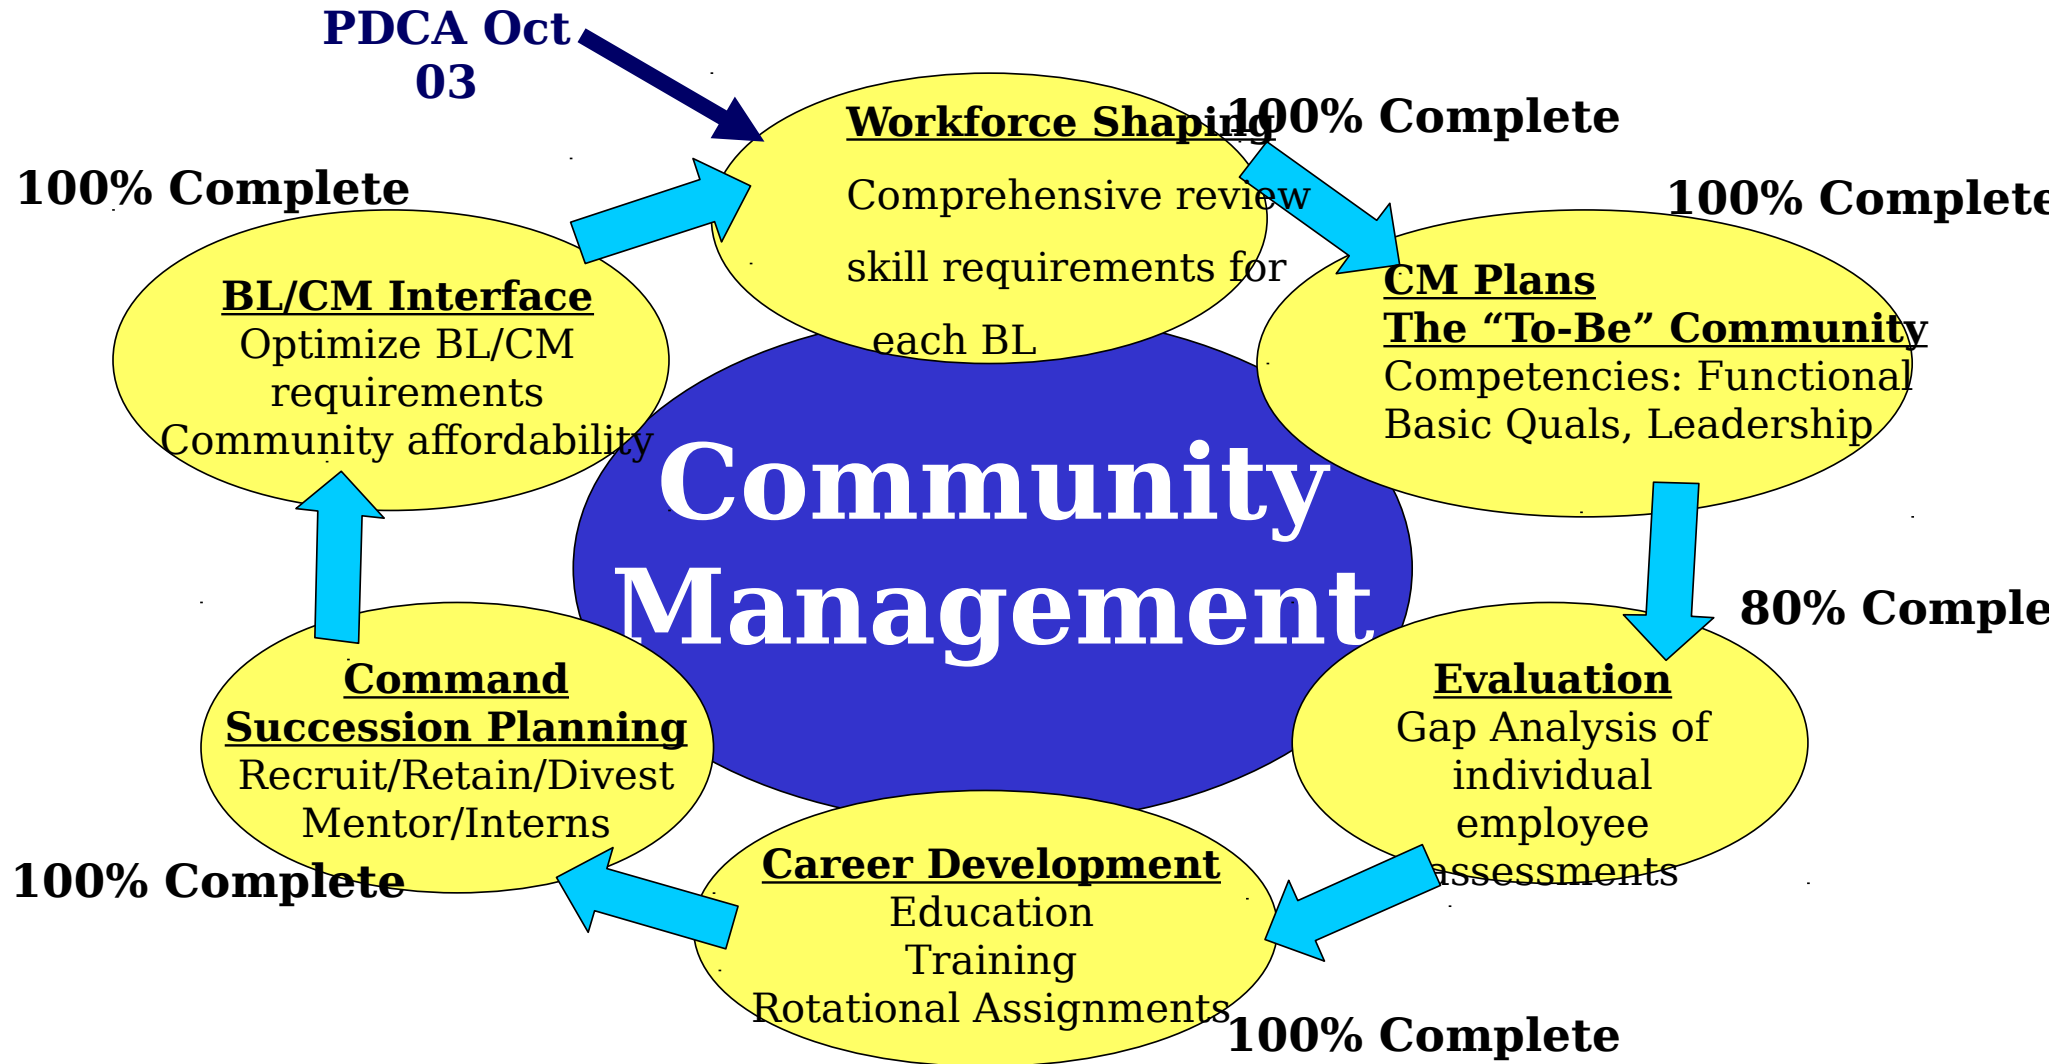 PDCA Oct
03
Workforce Shaping
Comprehensive review
skill requirements for
each BL
100% Complete
100% Complete
CM Plans
The “To-Be” Community
Competencies: Functional
Basic Quals, Leadership
100% Complete
BL/CM Interface
Optimize BL/CM
requirements
Community affordability
Community
Management
80% Comple
Evaluation
Gap Analysis of
individual
employee
assessments
Command
Succession Planning
Recruit/Retain/Divest
Mentor/Interns
100% Complete
Career Development
Education
Training
Rotational Assignments
100% Complete